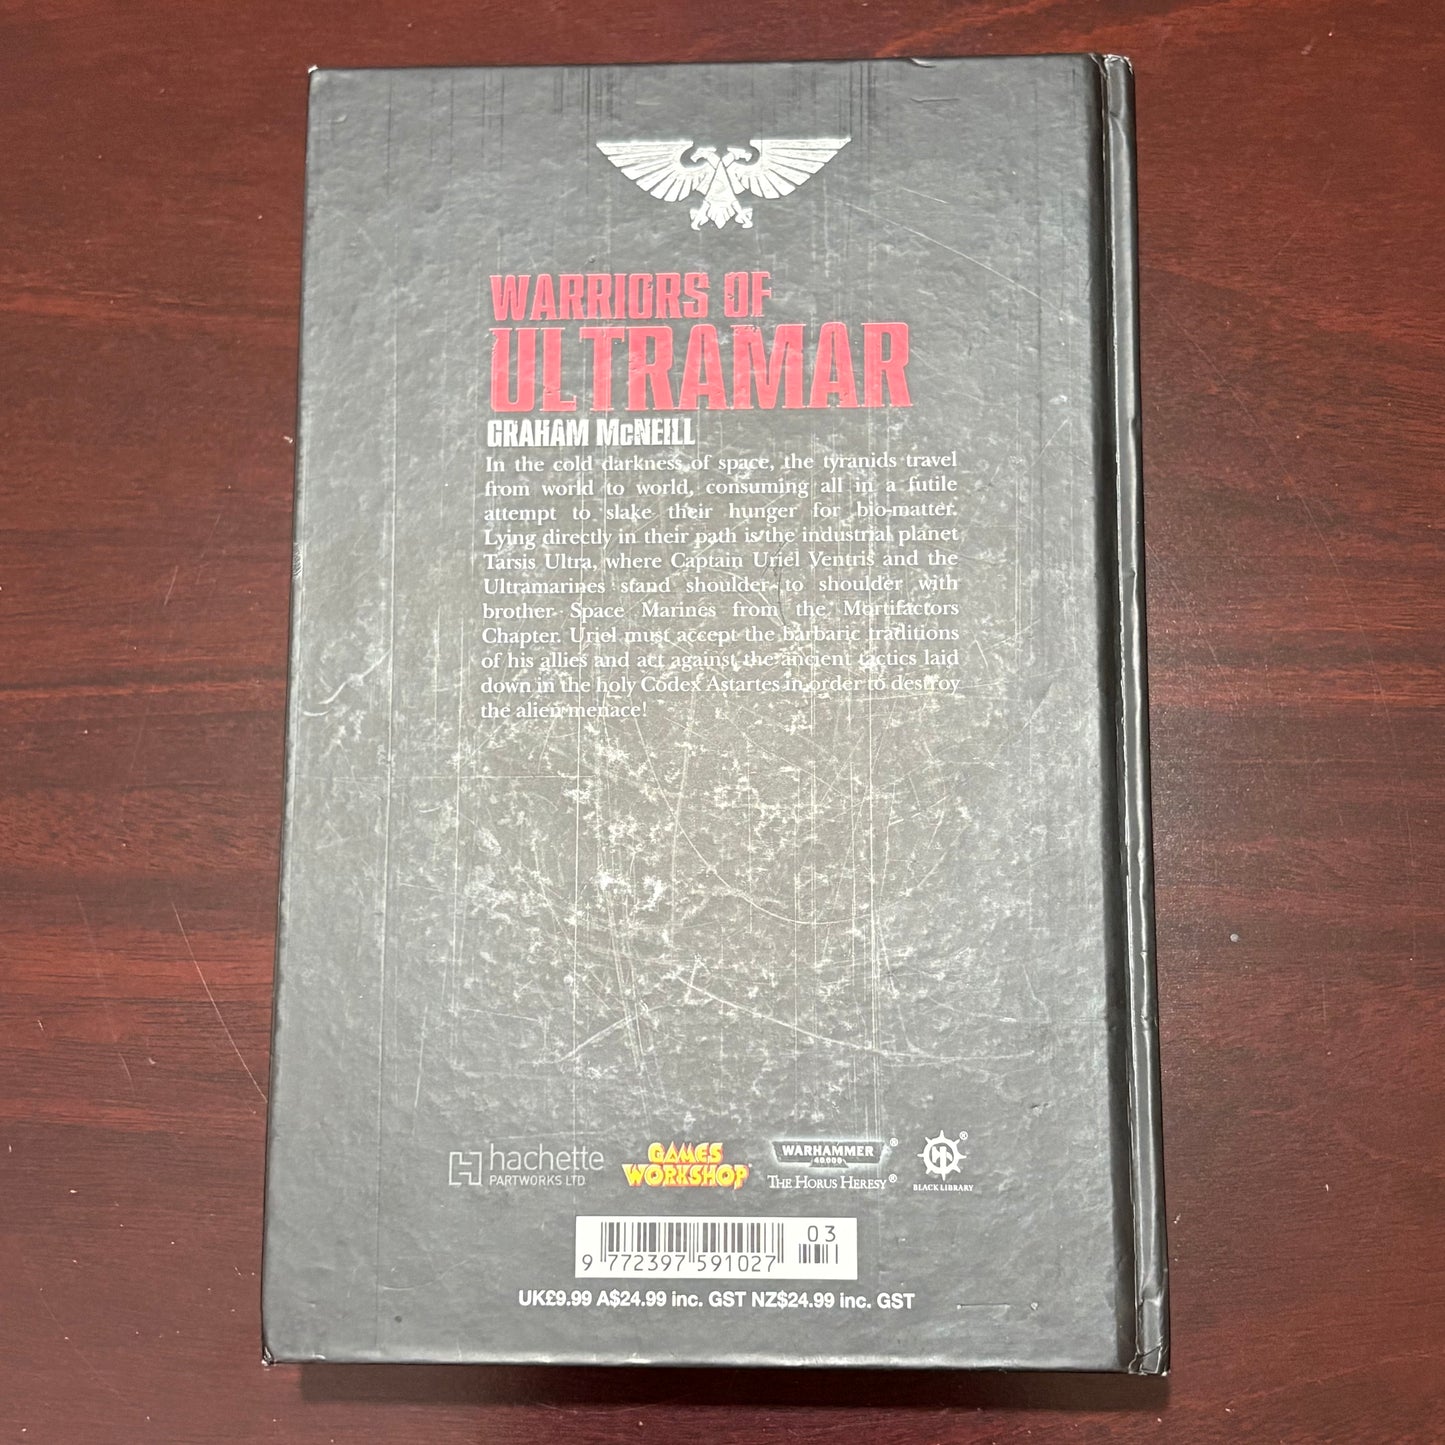 WARRIORS OF
ULTRAMAR
GRAHAM McNEILL
In the cold darkness of space, the tyranids travel
from world to world, consuming all in a futile
attempt to slake their hunger for bio-matter.
Lying directly in their path is the industrial planet
Tarsis Ultra, where Captain Uriel Ventris and the
Ultramarines stand shoulder to shoulder with
brother Space Marines from the Mortifactors
Chapter. Uriel must accept the barbaric traditions
of his allies and act against the ancient tactics laid
down in the holy Codex Astartes in order to destroy
the alien menace!
hachette
PARTWORKS LTD
GAMES
WORKSHOP
WARHAMMER®
40,000
THE HORUS HERESY®
®
BLACK LIBRARY
03
9 772397 591027
UK£9.99 A$24.99 inc. GST NZ$24.99 inc. GST